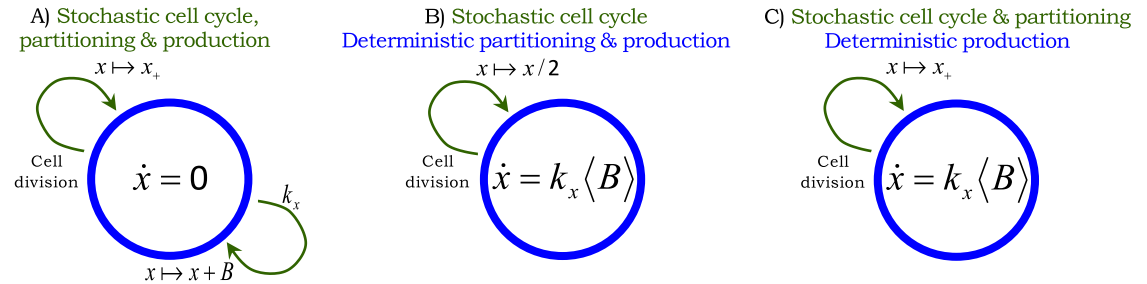 A) Stochastic cell cycle,
partitioning & production
x ↦ x₊
Cell
division
ẋ = 0
kₓ
x ↦ x + B
B) Stochastic cell cycle
Deterministic partitioning & production
x ↦ x / 2
Cell
division
ẋ = kₓ⟨B⟩
C) Stochastic cell cycle & partitioning
Deterministic production
x ↦ x₊
Cell
division
ẋ = kₓ⟨B⟩